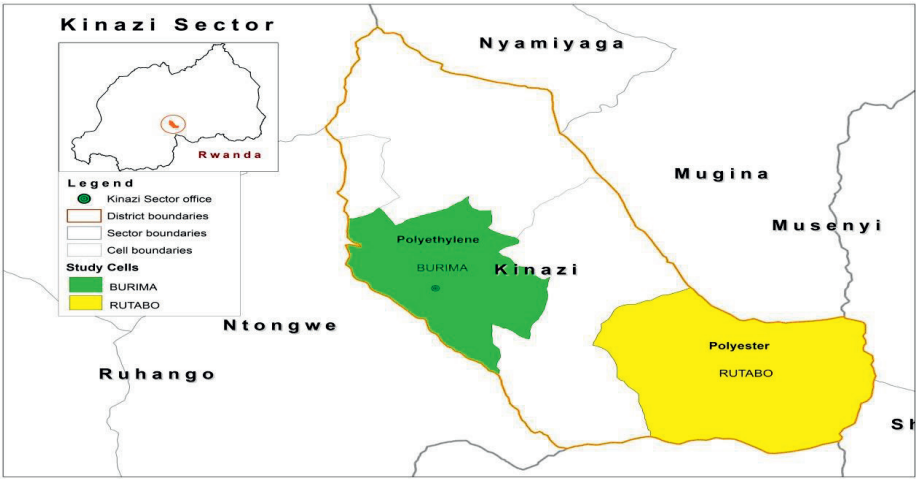 Kinazi Sector
Rwanda
Legend
Kinazi Sector office
District boundaries
Sector boundaries
Cell boundaries
Study Cells
BURIMA
RUTABO
Nyamiyaga
Mugina
Musenyi
Polyethylene
BURIMA
Kinazi
Ntongwe
Ruhango
Polyester
RUTABO
Sh